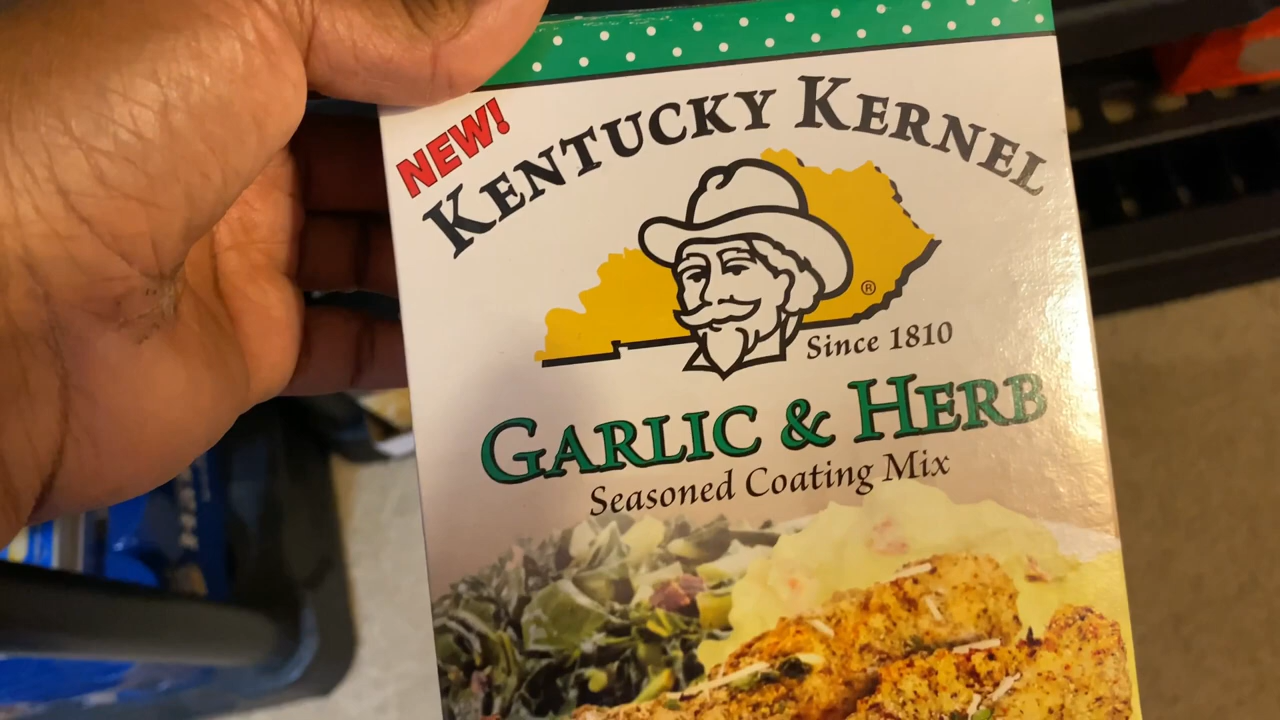 NEW!
KENTUCKY KERNEL
®
Since 1810
GARLIC & HERB
Seasoned Coating Mix